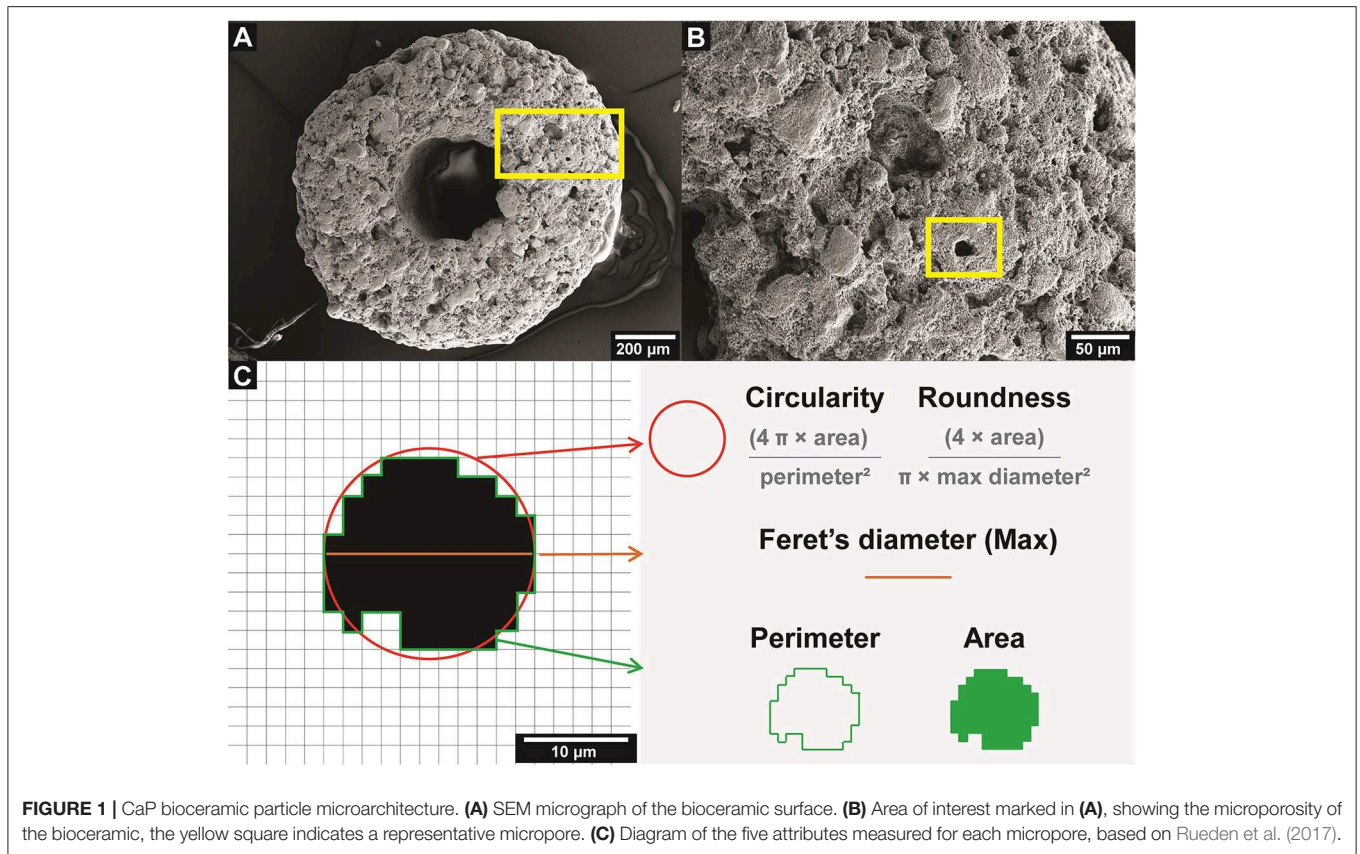 A
B
200 µm
50 µm
C
Circularity
(4 π × area)
perimeter²
Roundness
(4 × area)
π × max diameter²
Feret's diameter (Max)
Perimeter
Area
10 µm
FIGURE 1 | CaP bioceramic particle microarchitecture. (A) SEM micrograph of the bioceramic surface. (B) Area of interest marked in (A), showing the microporosity of
the bioceramic, the yellow square indicates a representative micropore. (C) Diagram of the five attributes measured for each micropore, based on Rueden et al. (2017).